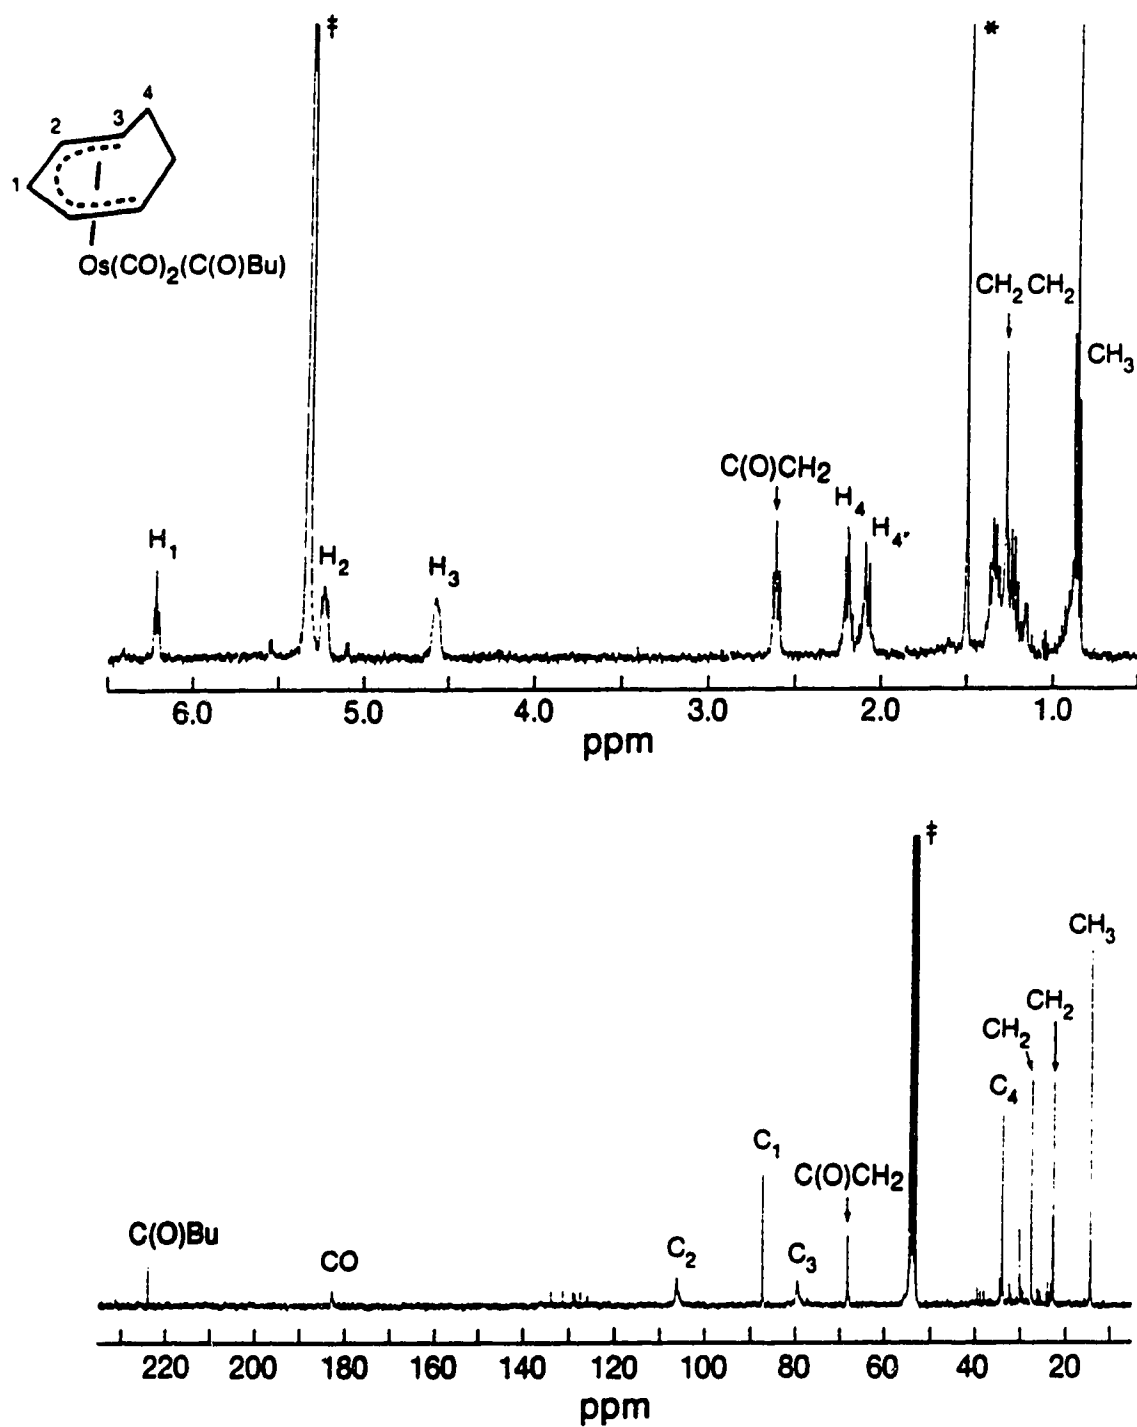 ‡
*
4
3
2
1
Os(CO)₂(C(O)Bu)
CH₂ CH₂
CH₃
C(O)CH2
H₄
H₄″
H₁
H₂
H₃
6.0 5.0 4.0 3.0 2.0 1.0
ppm
‡
CH₃
CH₂
CH₂
C₄
C₁
C(O)CH₂
C(O)Bu
CO
C₂
C₃
220 200 180 160 140 120 100 80 60 40 20
ppm